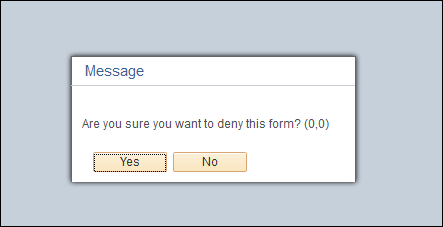 Message
Are you sure you want to deny this form? (0,0)
Yes No